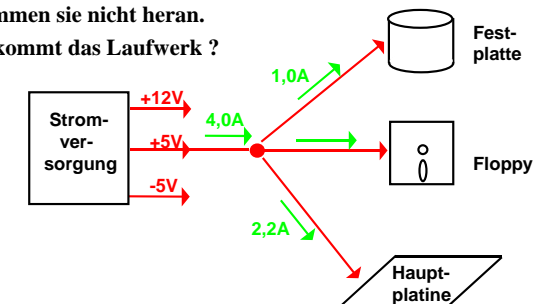 mmen sie nicht heran.
kommt das Laufwerk ?
Fest-
platte
1,0A
+12V
Strom-
ver-
sorgung
4,0A
+5V
Floppy
-5V
2,2A
Haupt-
platine